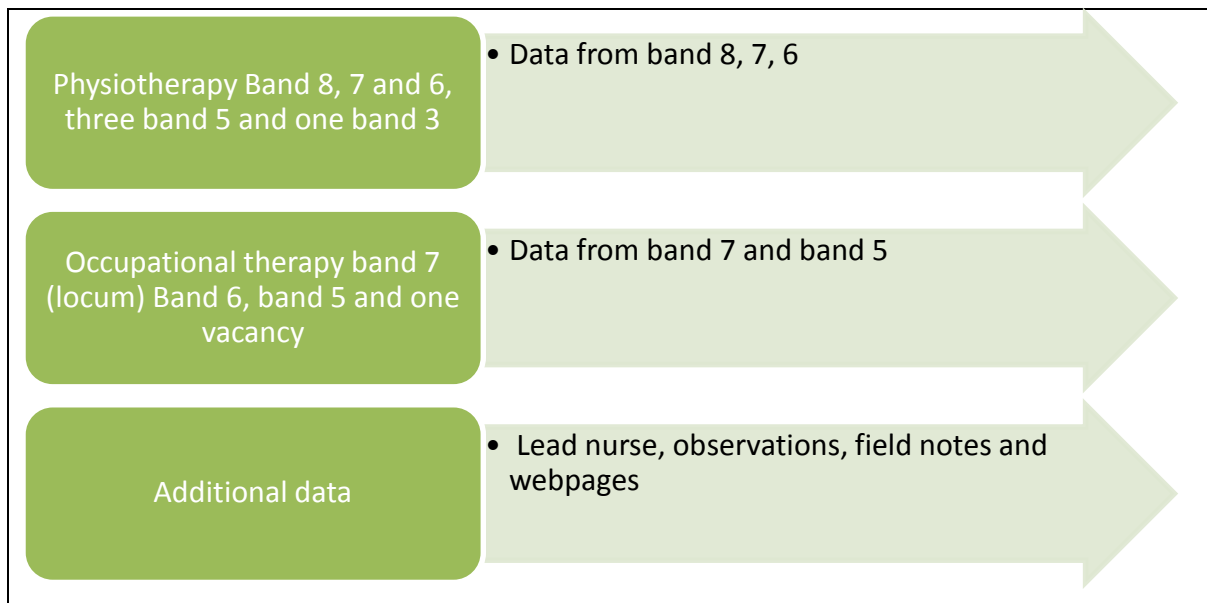 Physiotherapy Band 8, 7 and 6,
three band 5 and one band 3
• Data from band 8, 7, 6
Occupational therapy band 7
(locum) Band 6, band 5 and one
vacancy
• Data from band 7 and band 5
Additional data
• Lead nurse, observations, field notes and
webpages